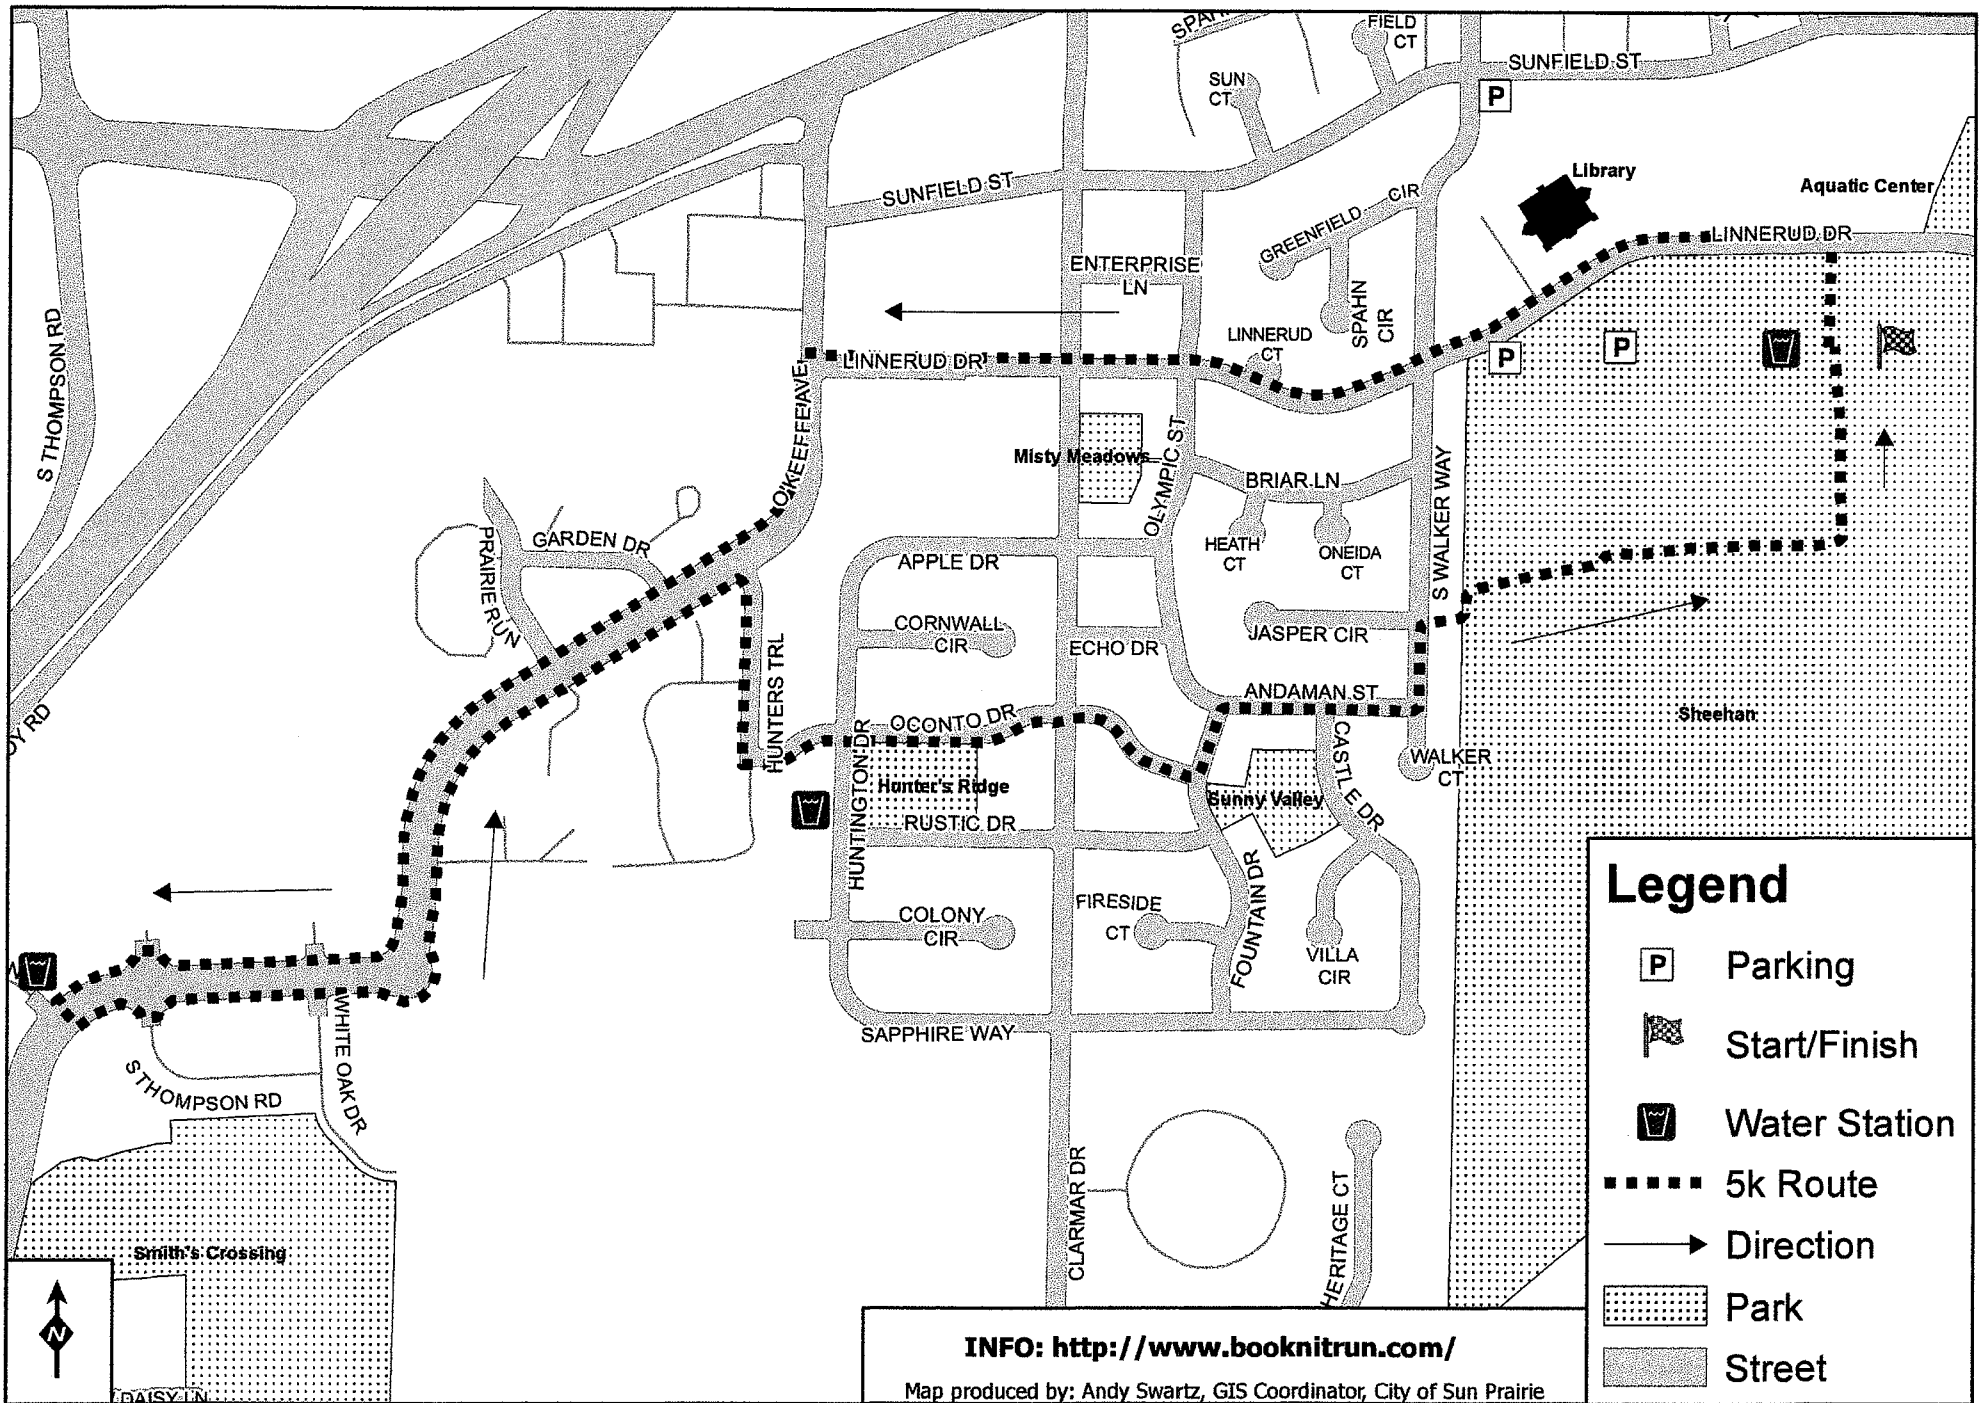 FIELD
CT
SUNFIELD ST
SUN
CT
P
Library
Aquatic Center
SUNFIELD ST
GREENFIELD CIR
LINNERUD DR
ENTERPRISE
LN
SPAHN
CIR
S THOMPSON RD
LINNERUD
CT
P
P
LINNERUD DR
O'KEEFFE AVE
Misty Meadows
OLYMPIC ST
BRIAR LN
S WALKER WAY
PRAIRIE RUN
GARDEN DR
HEATH
CT
ONEIDA
CT
APPLE DR
CORNWALL
CIR
ECHO DR
JASPER CIR
HUNTERS TRL
ANDAMAN ST
OCONTO DR
Sheehan
HUNTINGTON DR
CASTLE DR
WALKER
CT
Hunter's Ridge
Sunny Valley
RUSTIC DR
FOUNTAIN DR
COLONY
CIR
FIRESIDE
CT
VILLA
CIR
WHITE OAK DR
SAPPHIRE WAY
S THOMPSON RD
CLARMAR DR
HERITAGE CT
Smith's Crossing
N
DAISY LN
Legend
P Parking
Start/Finish
Water Station
5k Route
Direction
Park
Street
INFO: http://www.booknitrun.com/
Map produced by: Andy Swartz, GIS Coordinator, City of Sun Prairie